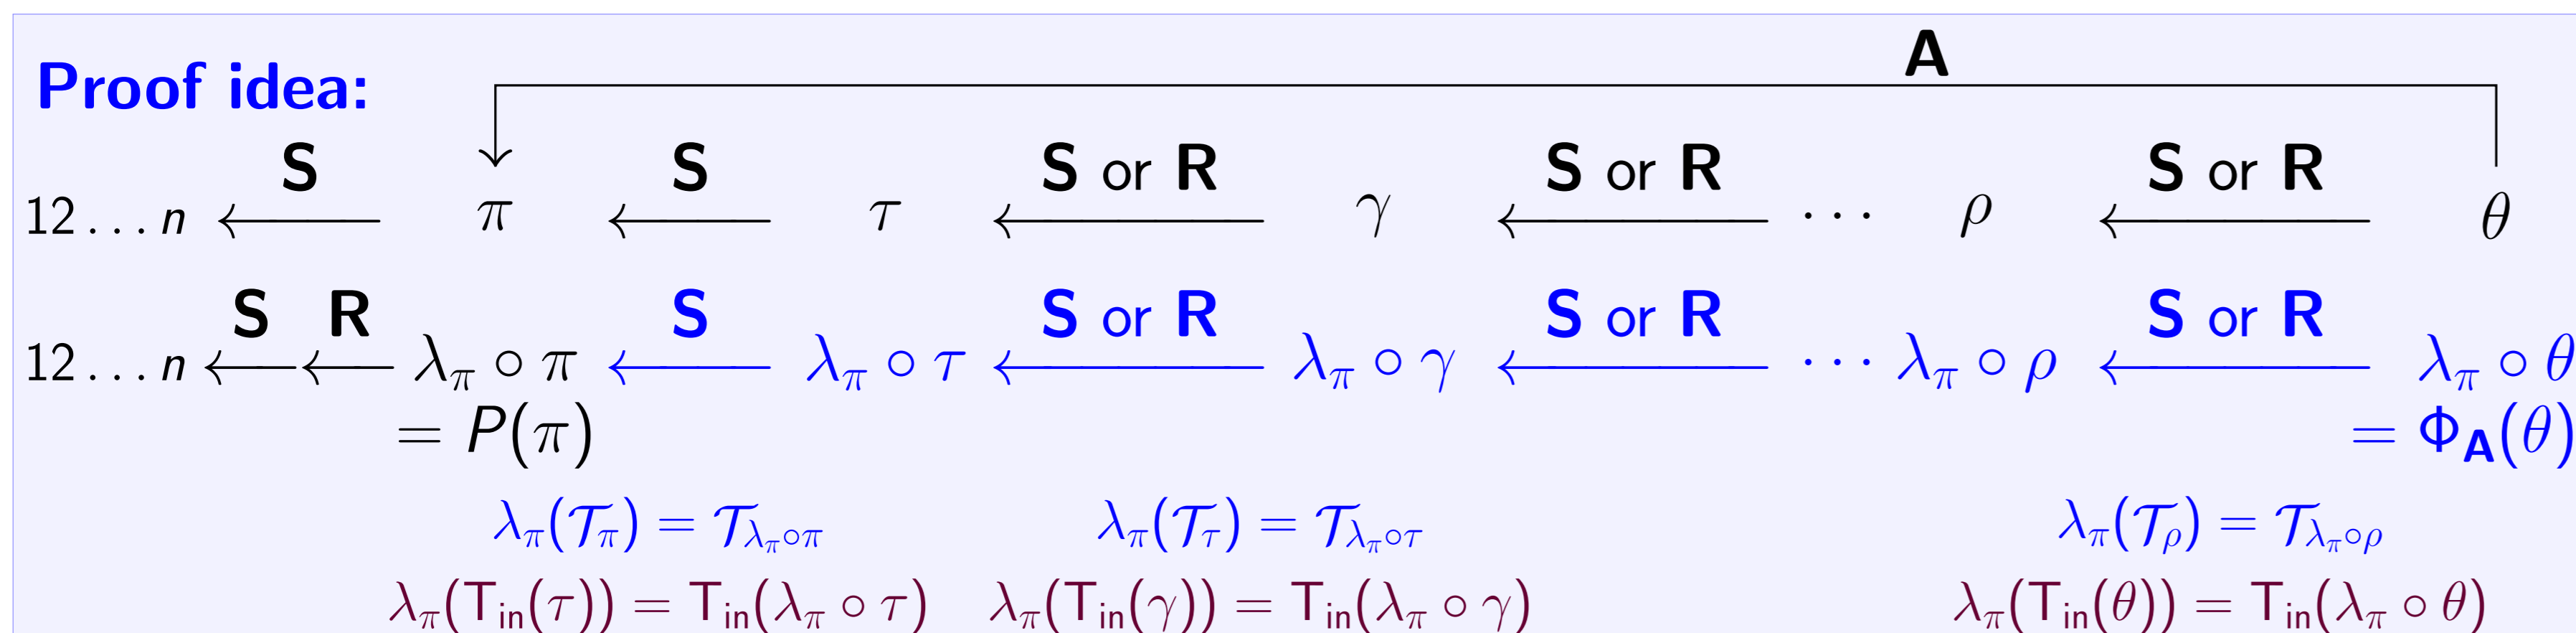 A
Proof idea:
S S S or R S or R S or R
12 … n ← π ← τ ← γ ← ⋯ ρ ← θ
S R S S or R S or R S or R
12 … n ← ← λ_π ∘ π ← λ_π ∘ τ ← λ_π ∘ γ ← ⋯ λ_π ∘ ρ ← λ_π ∘ θ
= P(π) = Φ_A(θ)
λ_π(𝒯_π) = 𝒯_{λ_π∘π} λ_π(𝒯_τ) = 𝒯_{λ_π∘τ} λ_π(𝒯_ρ) = 𝒯_{λ_π∘ρ}
λ_π(T_in(τ)) = T_in(λ_π ∘ τ) λ_π(T_in(γ)) = T_in(λ_π ∘ γ) λ_π(T_in(θ)) = T_in(λ_π ∘ θ)